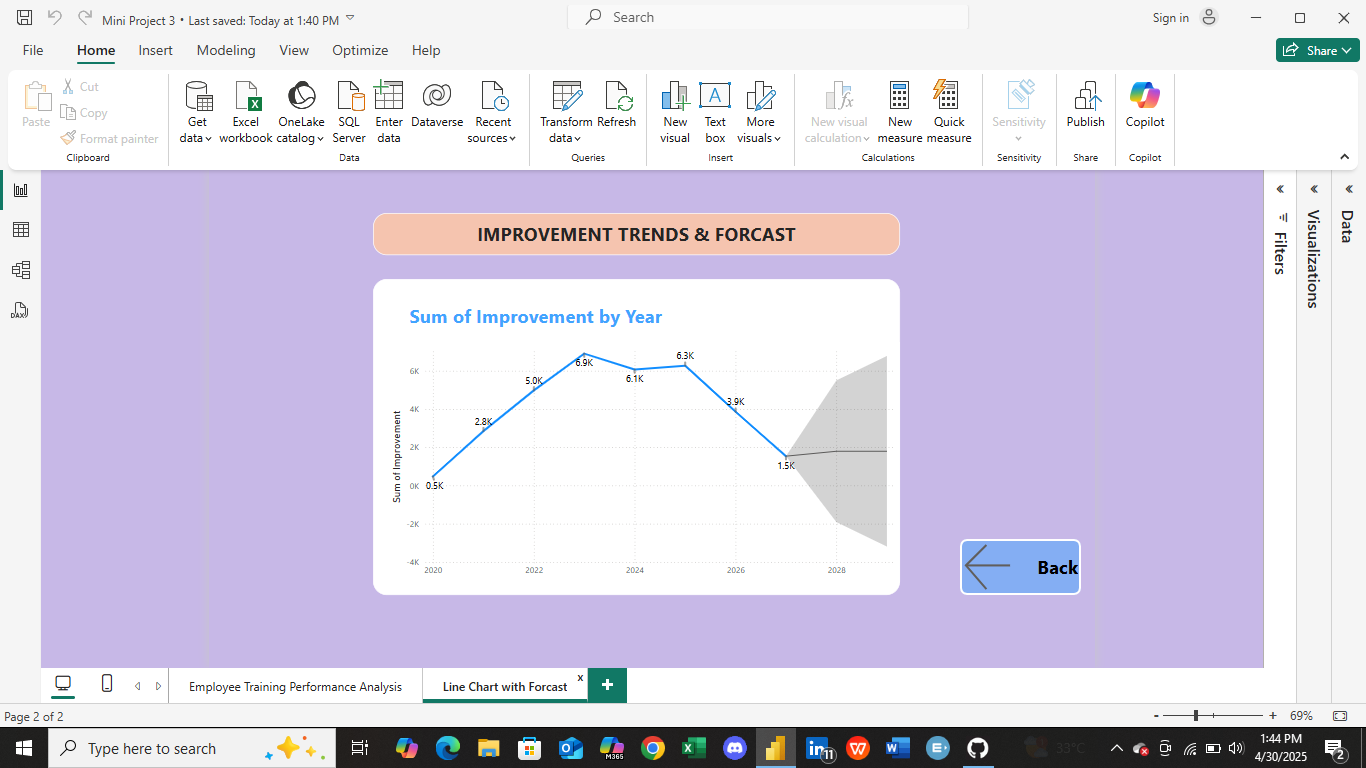 Mini Project 3 • Last saved: Today at 1:40 PM
Search
Sign in
File Home Insert Modeling View Optimize Help
Share
Paste
Cut
Copy
Format painter
Clipboard
Get data
Excel workbook
OneLake catalog
SQL Server
Enter data
Dataverse
Recent sources
Data
Transform data
Refresh
Queries
New visual
Text box
More visuals
Insert
New visual calculation
New measure
Quick measure
Calculations
Sensitivity
Sensitivity
Publish
Share
Copilot
Copilot
DAX
IMPROVEMENT TRENDS & FORCAST
Sum of Improvement by Year
Sum of Improvement
6K
4K
2K
0K
-2K
-4K
0.5K
2.8K
5.0K
6.9K
6.1K
6.3K
3.9K
1.5K
2020 2022 2024 2026 2028
Back
Filters
Visualizations
Data
Employee Training Performance Analysis
Line Chart with Forcast
x
+
Page 2 of 2
- + 69%
Type here to search
M365
11
33°C
1:44 PM
4/30/2025
2